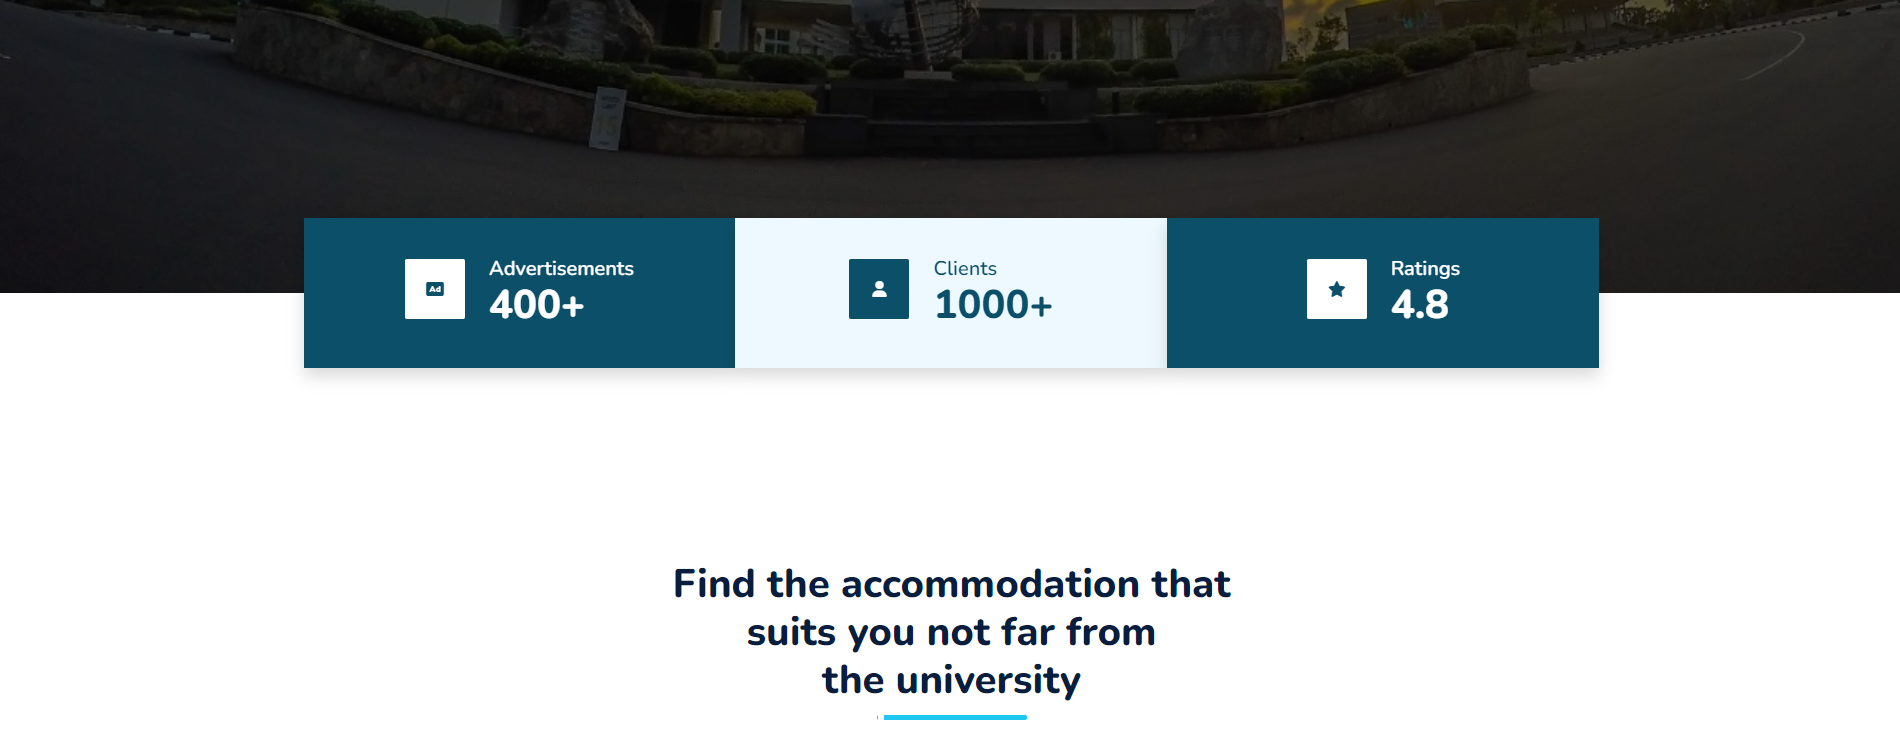 Ad
Advertisements
400+
Clients
1000+
Ratings
4.8
Find the accommodation that
suits you not far from
the university